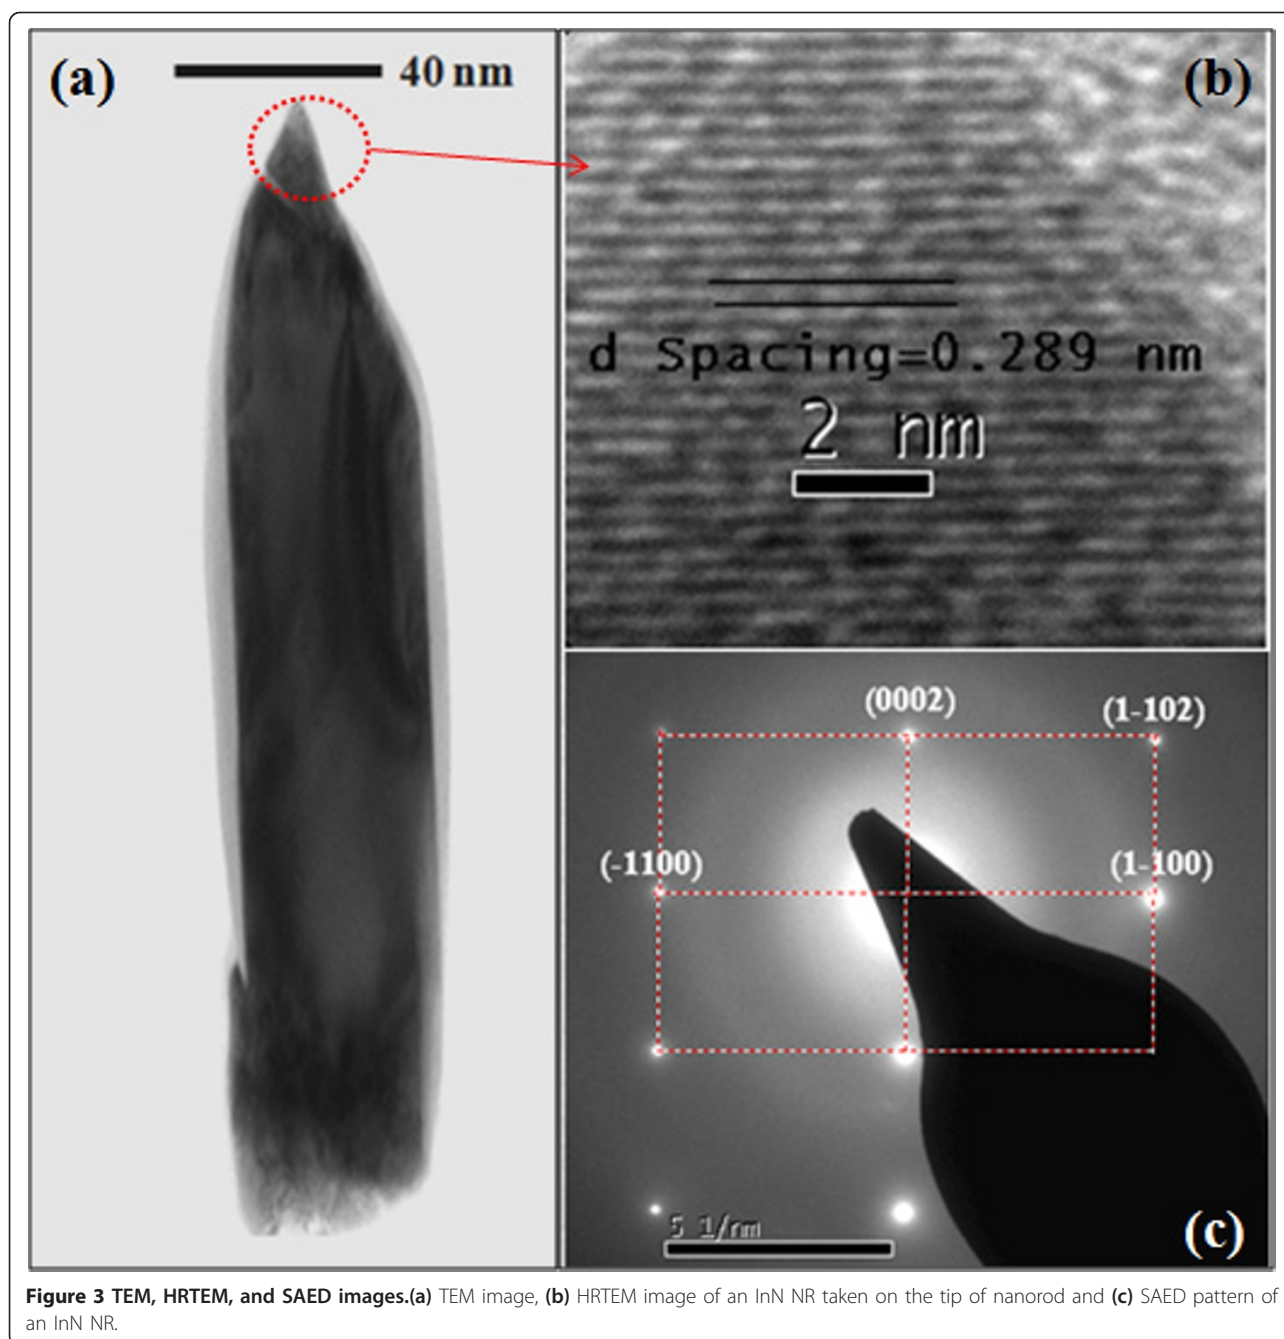 (a)
40 nm
(b)
d Spacing=0.289 nm
2 nm
(0002)
(1-102)
(-1100)
(1-100)
5 1/nm
(c)
Figure 3 TEM, HRTEM, and SAED images.(a) TEM image, (b) HRTEM image of an InN NR taken on the tip of nanorod and (c) SAED pattern of
an InN NR.